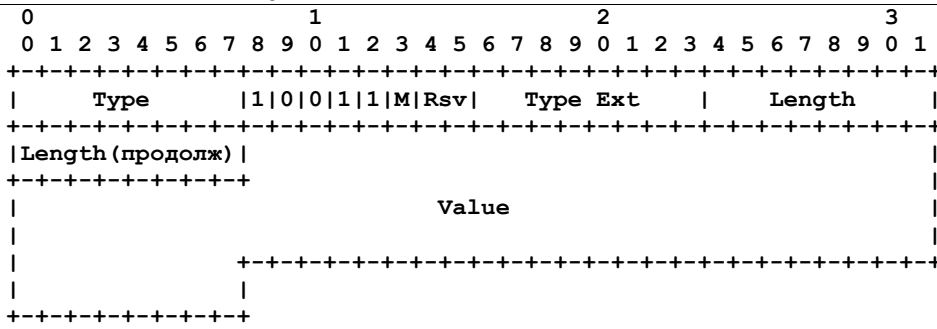 0                   1                   2                   3
 0 1 2 3 4 5 6 7 8 9 0 1 2 3 4 5 6 7 8 9 0 1 2 3 4 5 6 7 8 9 0 1
+-+-+-+-+-+-+-+-+-+-+-+-+-+-+-+-+-+-+-+-+-+-+-+-+-+-+-+-+-+-+-+-+
|     Type      |1|0|0|1|1|M|Rsv|   Type Ext    |    Length     |
+-+-+-+-+-+-+-+-+-+-+-+-+-+-+-+-+-+-+-+-+-+-+-+-+-+-+-+-+-+-+-+-+
|Length(продолж)|                                               |
+-+-+-+-+-+-+-+-+                                               |
|                             Value                             |
|                                                               |
|               +-+-+-+-+-+-+-+-+-+-+-+-+-+-+-+-+-+-+-+-+-+-+-+-+
|               |
+-+-+-+-+-+-+-+-+